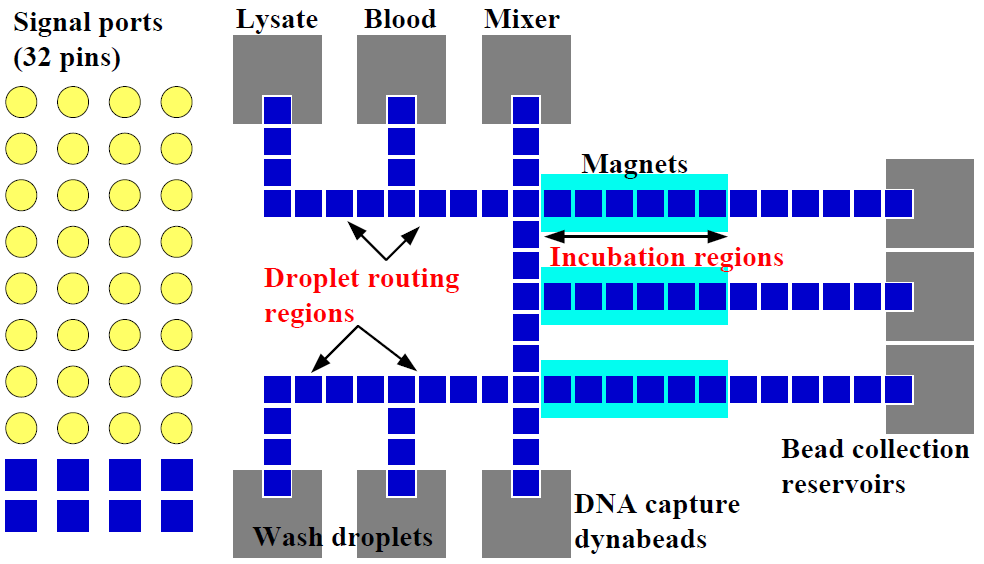 Signal ports
(32 pins)
Lysate
Blood
Mixer
Magnets
Incubation regions
Droplet routing
regions
Bead collection
reservoirs
DNA capture
dynabeads
Wash droplets